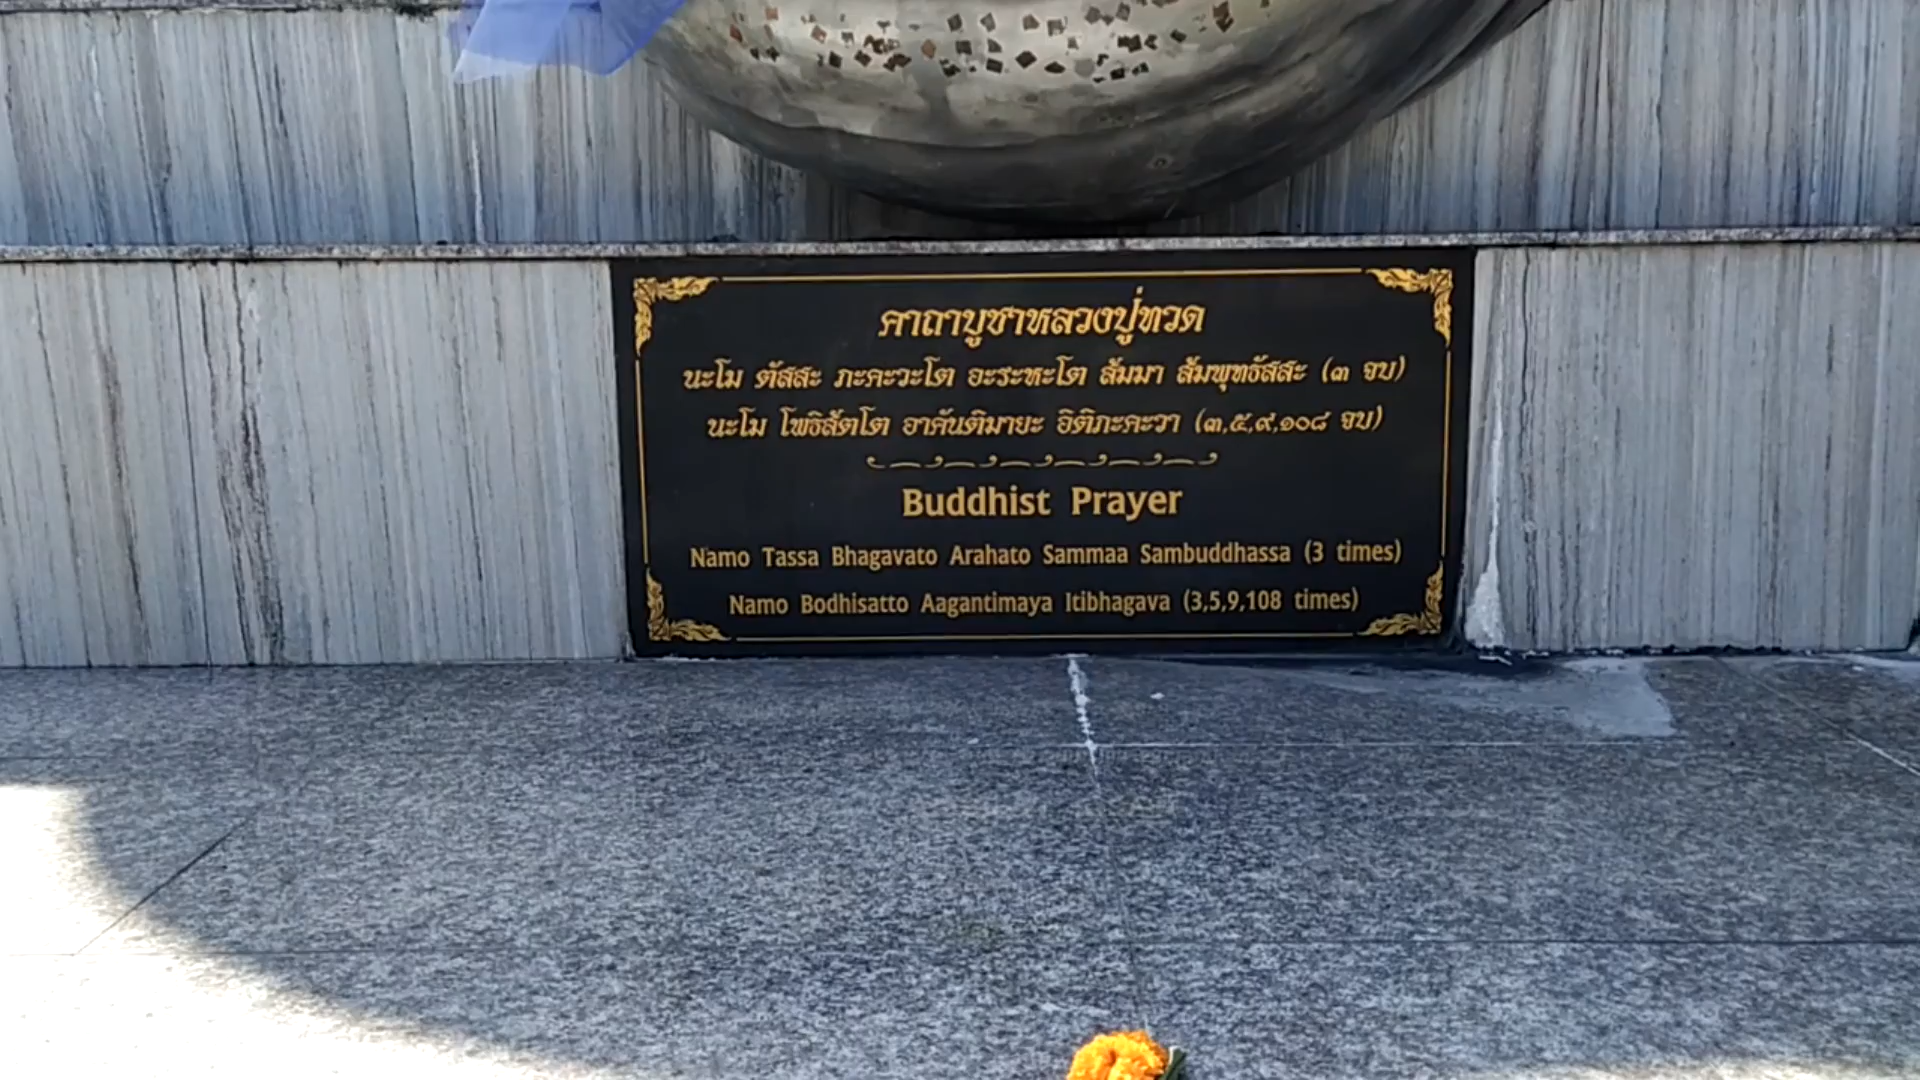 คาถาบูชาหลวงปู่ทวด
นะโม ตัสสะ ภะคะวะโต อะระหะโต สัมมา สัมพุทธัสสะ (๓ จบ)
นะโม โพธิสัตโต อาคันติมายะ อิติภะคะวา (๓,๕,๙,๑๐๘ จบ)
Buddhist Prayer
Namo Tassa Bhagavato Arahato Sammaa Sambuddhassa (3 times)
Namo Bodhisatto Aagantimaya Itibhagava (3,5,9,108 times)